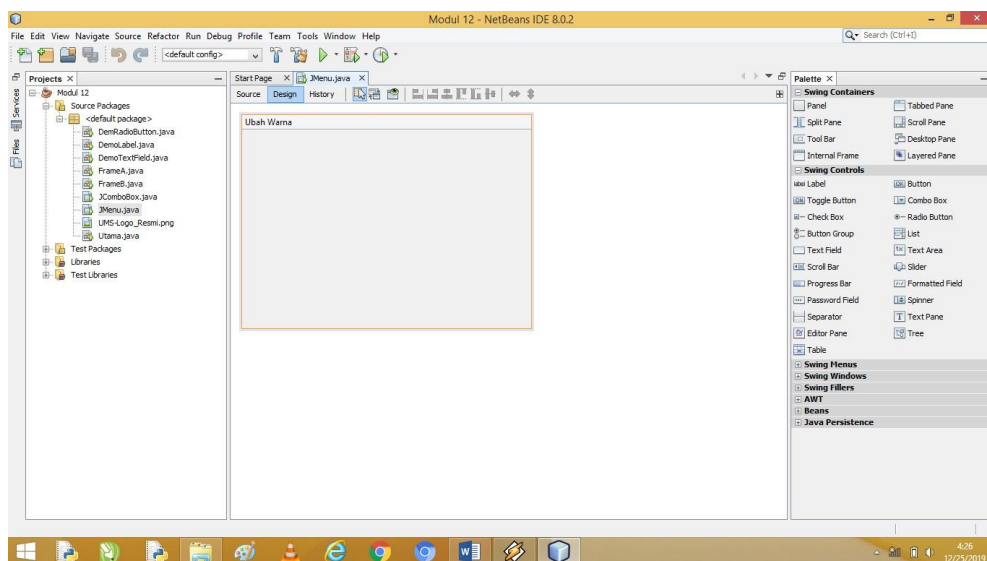 Modul 12 - NetBeans IDE 8.0.2
File Edit View Navigate Source Refactor Run Debug Profile Team Tools Window Help
Search (Ctrl+I)
<default config>
Projects
Services
Files
Modul 12
Source Packages
<default package>
DemRadioButton.java
DemoLabel.java
DemoTextField.java
FrameA.java
FrameB.java
JComboBox.java
JMenu.java
UMS-Logo_Resmi.png
Utama.java
Test Packages
Libraries
Test Libraries
Start Page JMenu.java
Source Design History
Ubah Warna
Palette
Swing Containers
Panel Tabbed Pane
Split Pane Scroll Pane
Tool Bar Desktop Pane
Internal Frame Layered Pane
Swing Controls
label Label OK Button
ON Toggle Button Combo Box
Check Box Radio Button
Button Group List
Text Field Text Area
Scroll Bar Slider
Progress Bar Formatted Field
Password Field Spinner
Separator Text Pane
Editor Pane Tree
Table
Swing Menus
Swing Windows
Swing Fillers
AWT
Beans
Java Persistence
4:26
12/25/2019